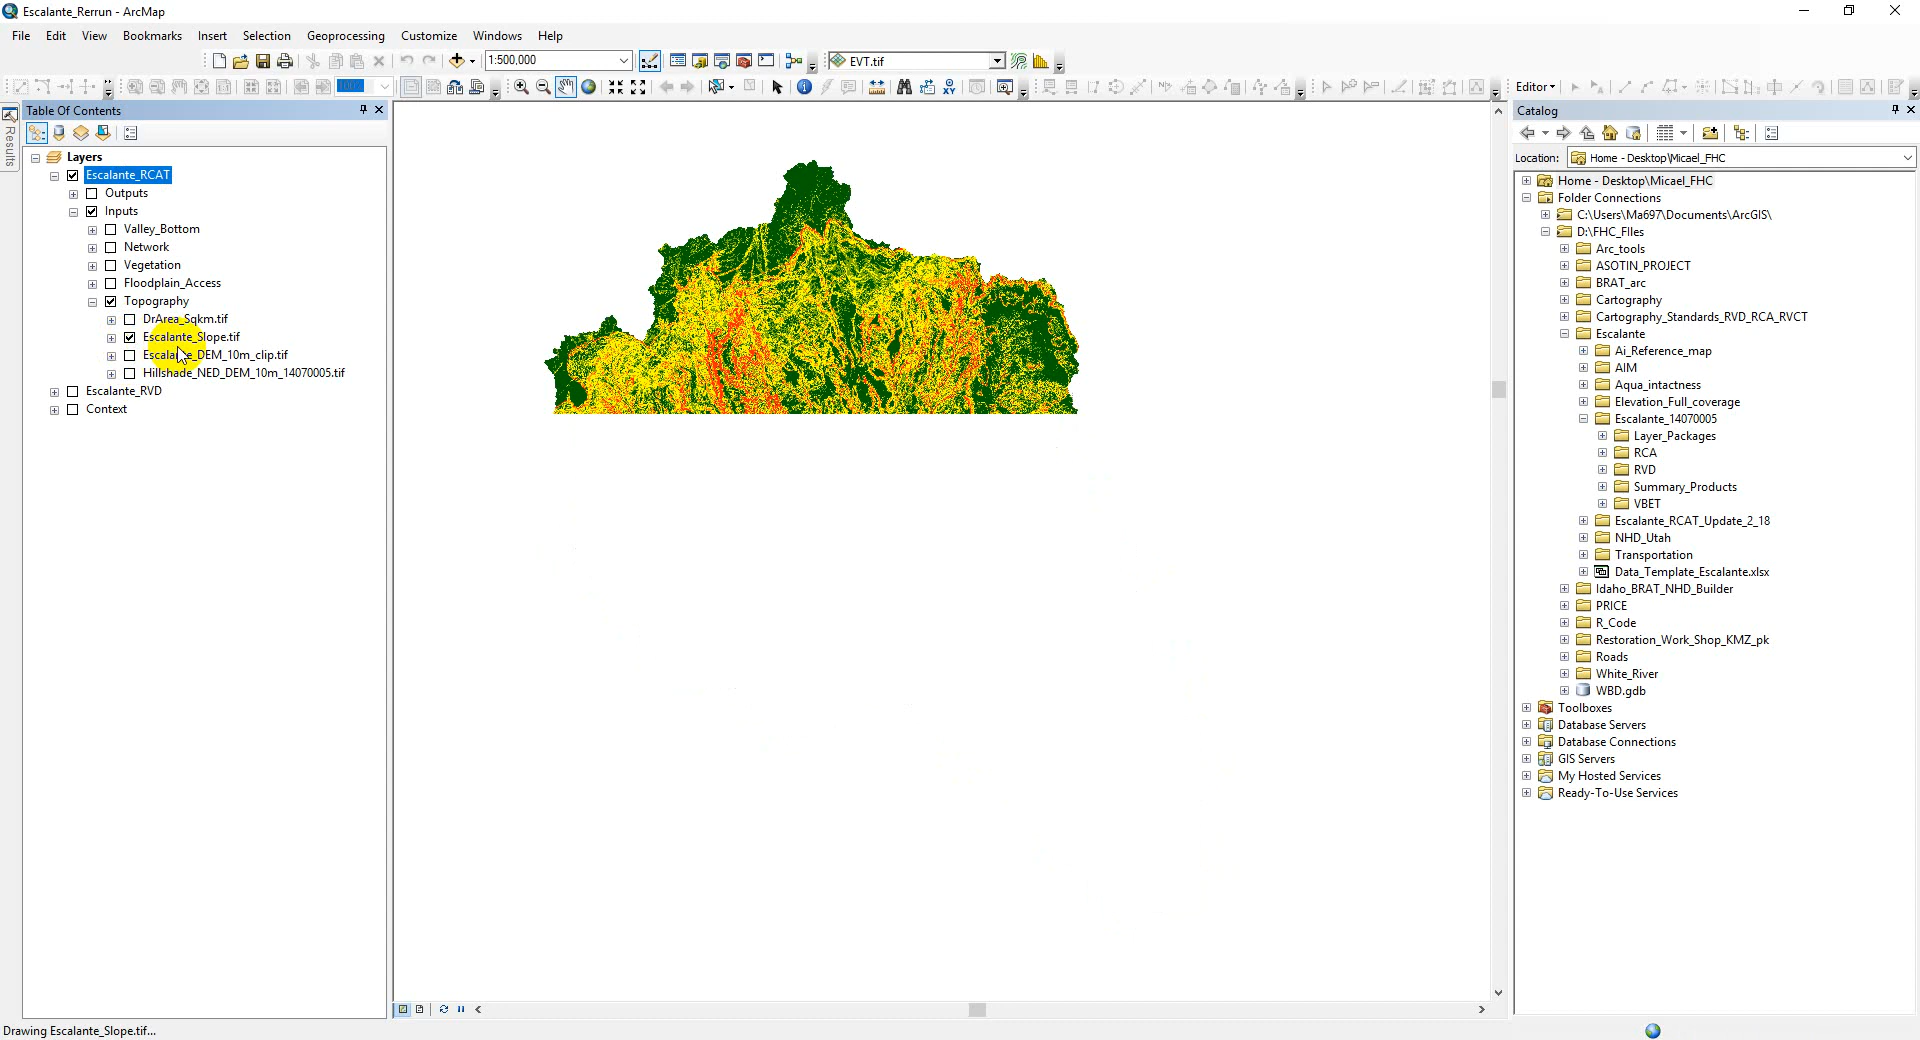 Escalante_Rerrun - ArcMap
File Edit View Bookmarks Insert Selection Geoprocessing Customize Windows Help
1:500,000
EVT.tif
100%
Editor
Table Of Contents
Catalog
Results
Location: Home - Desktop\Micael_FHC
Layers
Escalante_RCAT
Outputs
Inputs
Valley_Bottom
Network
Vegetation
Floodplain_Access
Topography
DrArea_Sqkm.tif
Escalante_Slope.tif
Escalante_DEM_10m_clip.tif
Hillshade_NED_DEM_10m_14070005.tif
Escalante_RVD
Context
Home - Desktop\Micael_FHC
Folder Connections
C:\Users\Ma697\Documents\ArcGIS\
D:\FHC_FIles
Arc_tools
ASOTIN_PROJECT
BRAT_arc
Cartography
Cartography_Standards_RVD_RCA_RVCT
Escalante
Ai_Reference_map
AIM
Aqua_intactness
Elevation_Full_coverage
Escalante_14070005
Layer_Packages
RCA
RVD
Summary_Products
VBET
Escalante_RCAT_Update_2_18
NHD_Utah
Transportation
Data_Template_Escalante.xlsx
Idaho_BRAT_NHD_Builder
PRICE
R_Code
Restoration_Work_Shop_KMZ_pk
Roads
White_River
WBD.gdb
Toolboxes
Database Servers
Database Connections
GIS Servers
My Hosted Services
Ready-To-Use Services
Drawing Escalante_Slope.tif...